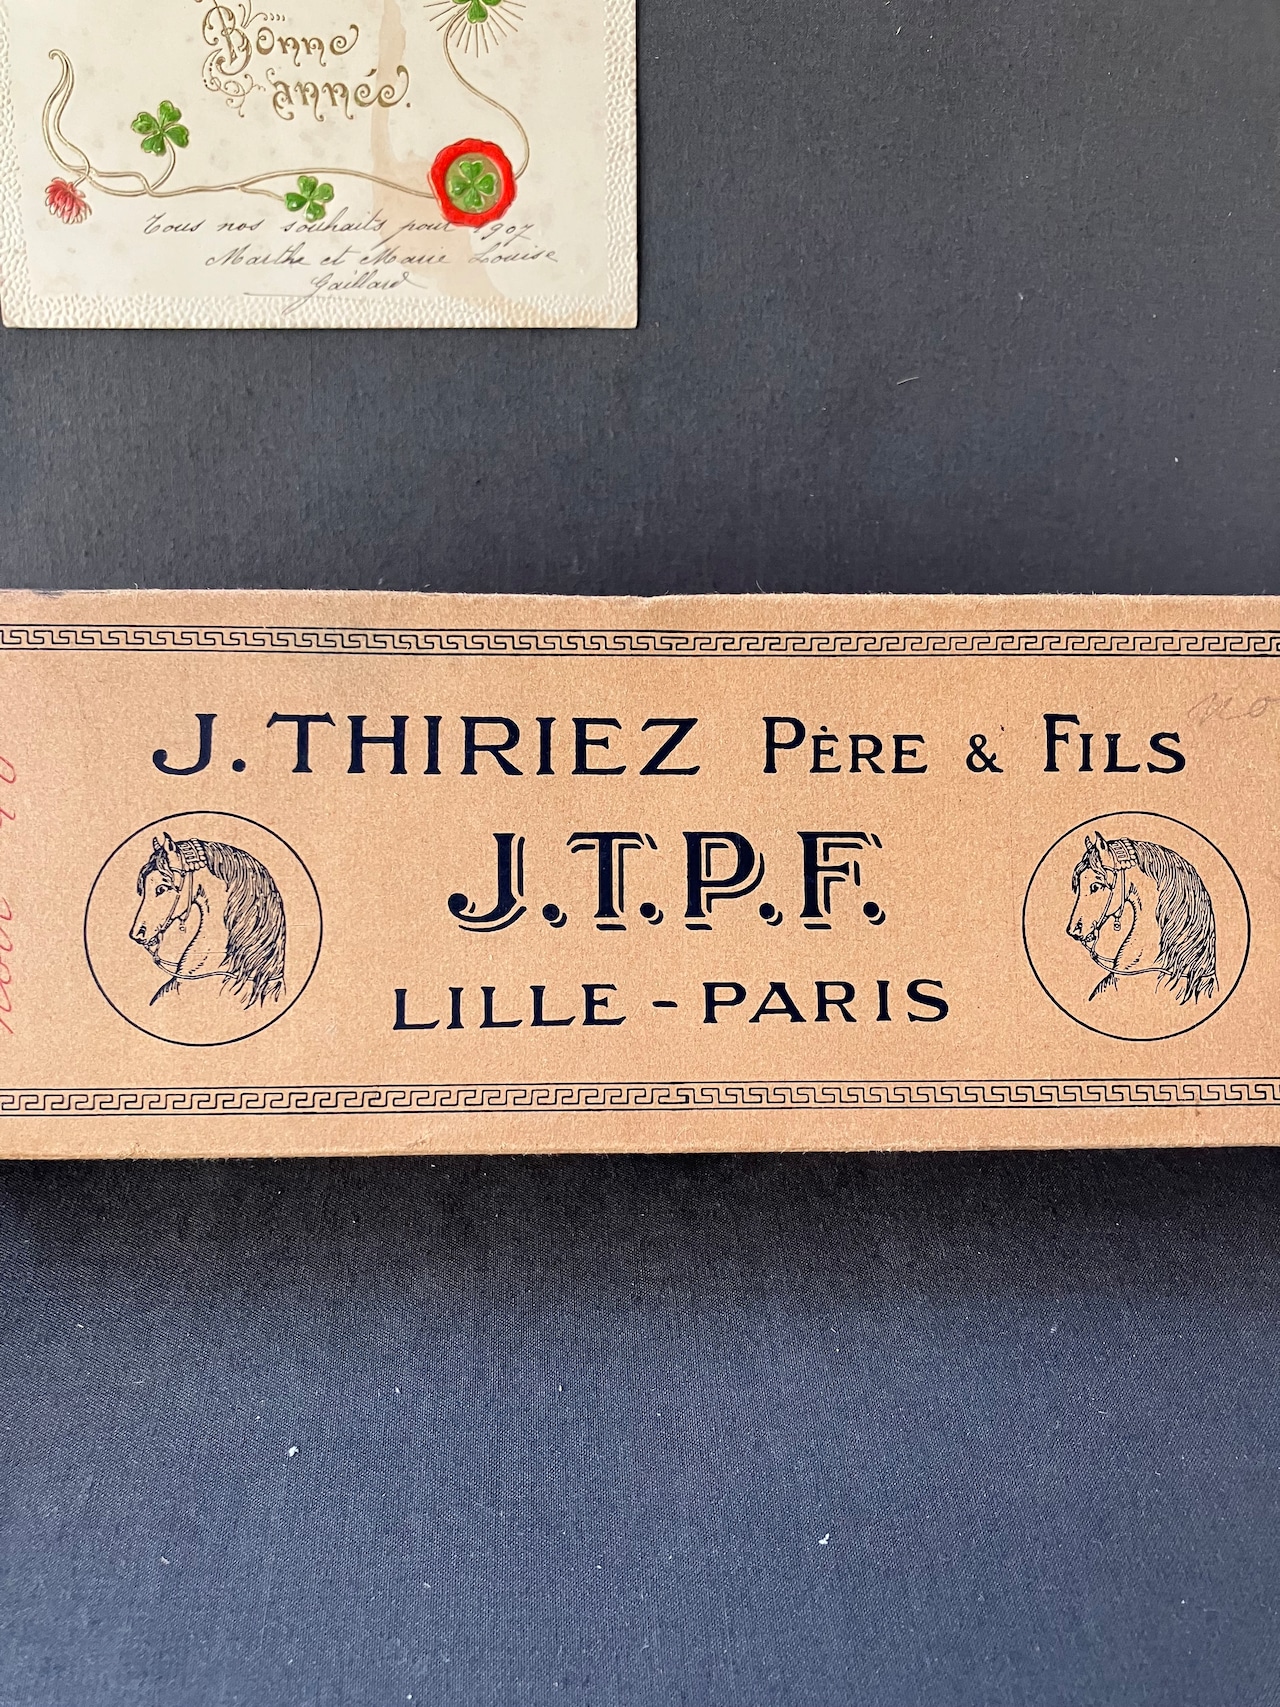 Bonne
année.
Tous nos souhaits pour 1907
Marthe et Marie Louise
Gaillard
J. THIRIEZ PÈRE & FILS
J.T.P.F.
LILLE - PARIS